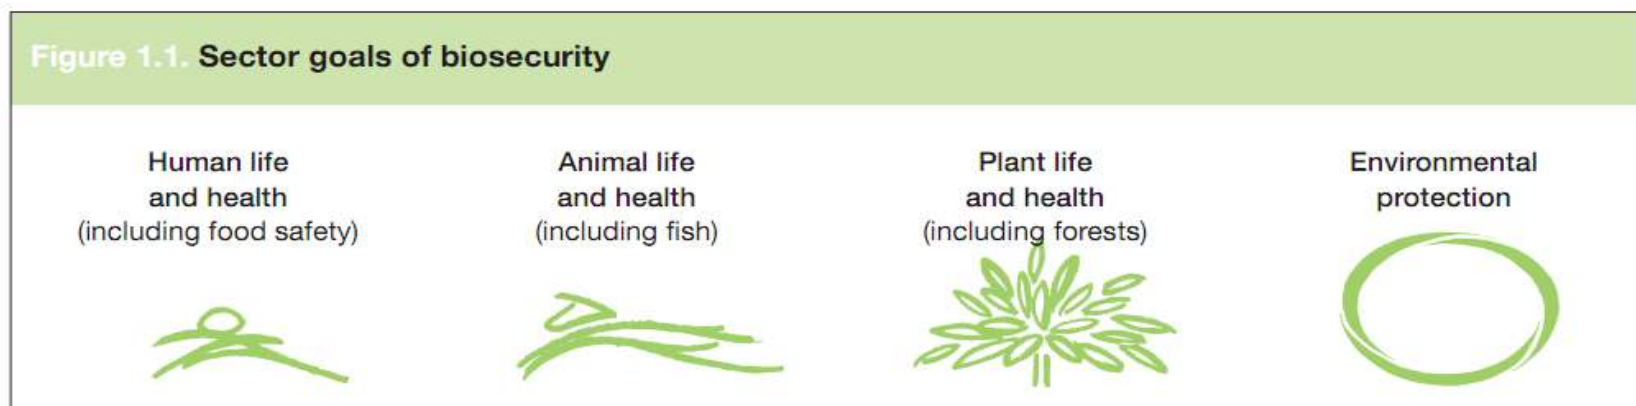 Figure 1.1. Sector goals of biosecurity
Human life
and health
(including food safety)
Animal life
and health
(including fish)
Plant life
and health
(including forests)
Environmental
protection